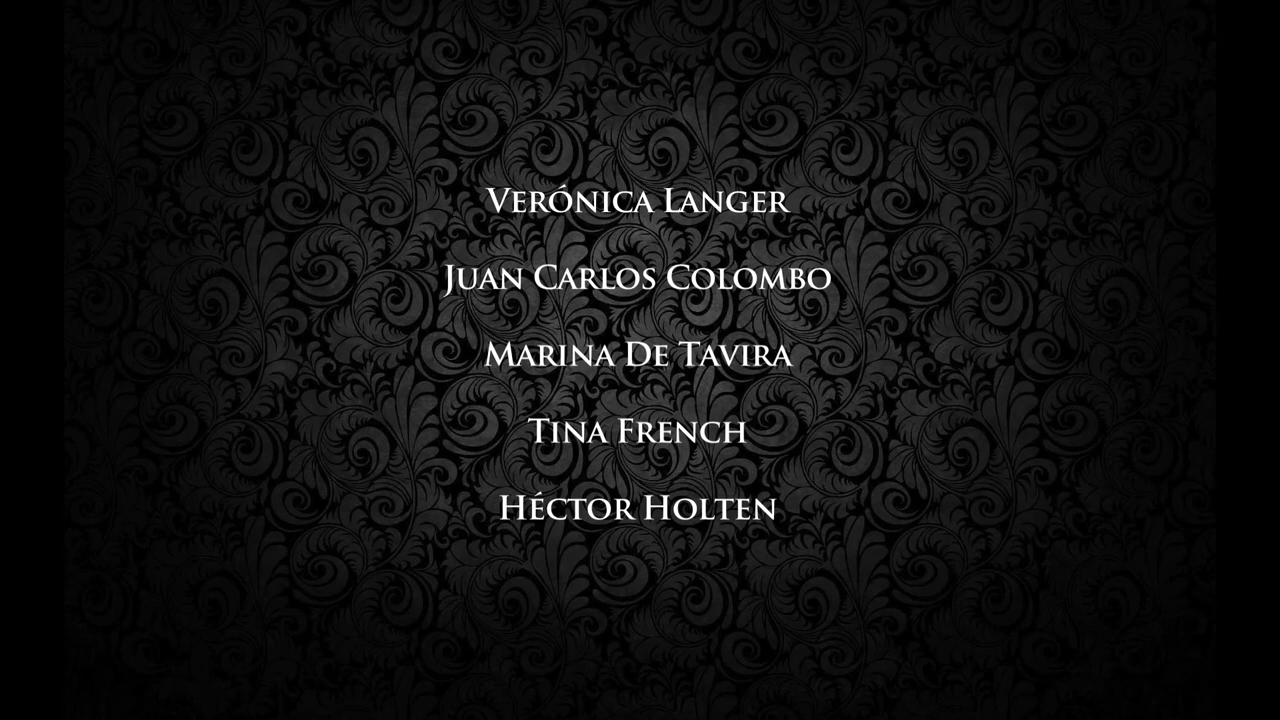 Verónica Langer
Juan Carlos Colombo
Marina De Tavira
Tina French
Héctor Holten